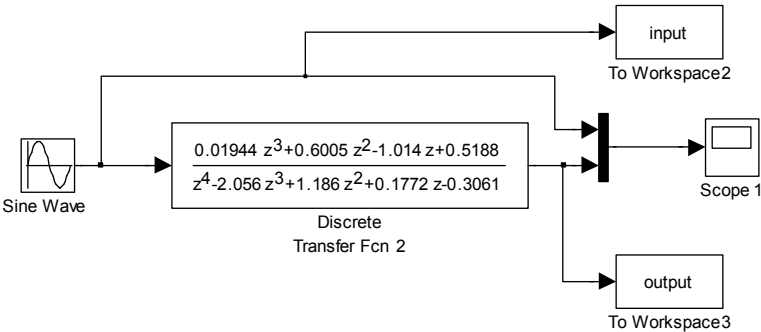 input
To Workspace2
Sine Wave
0.01944 z3+0.6005 z2-1.014 z+0.5188
z4-2.056 z3+1.186 z2+0.1772 z-0.3061
Discrete
Transfer Fcn 2
Scope 1
output
To Workspace3